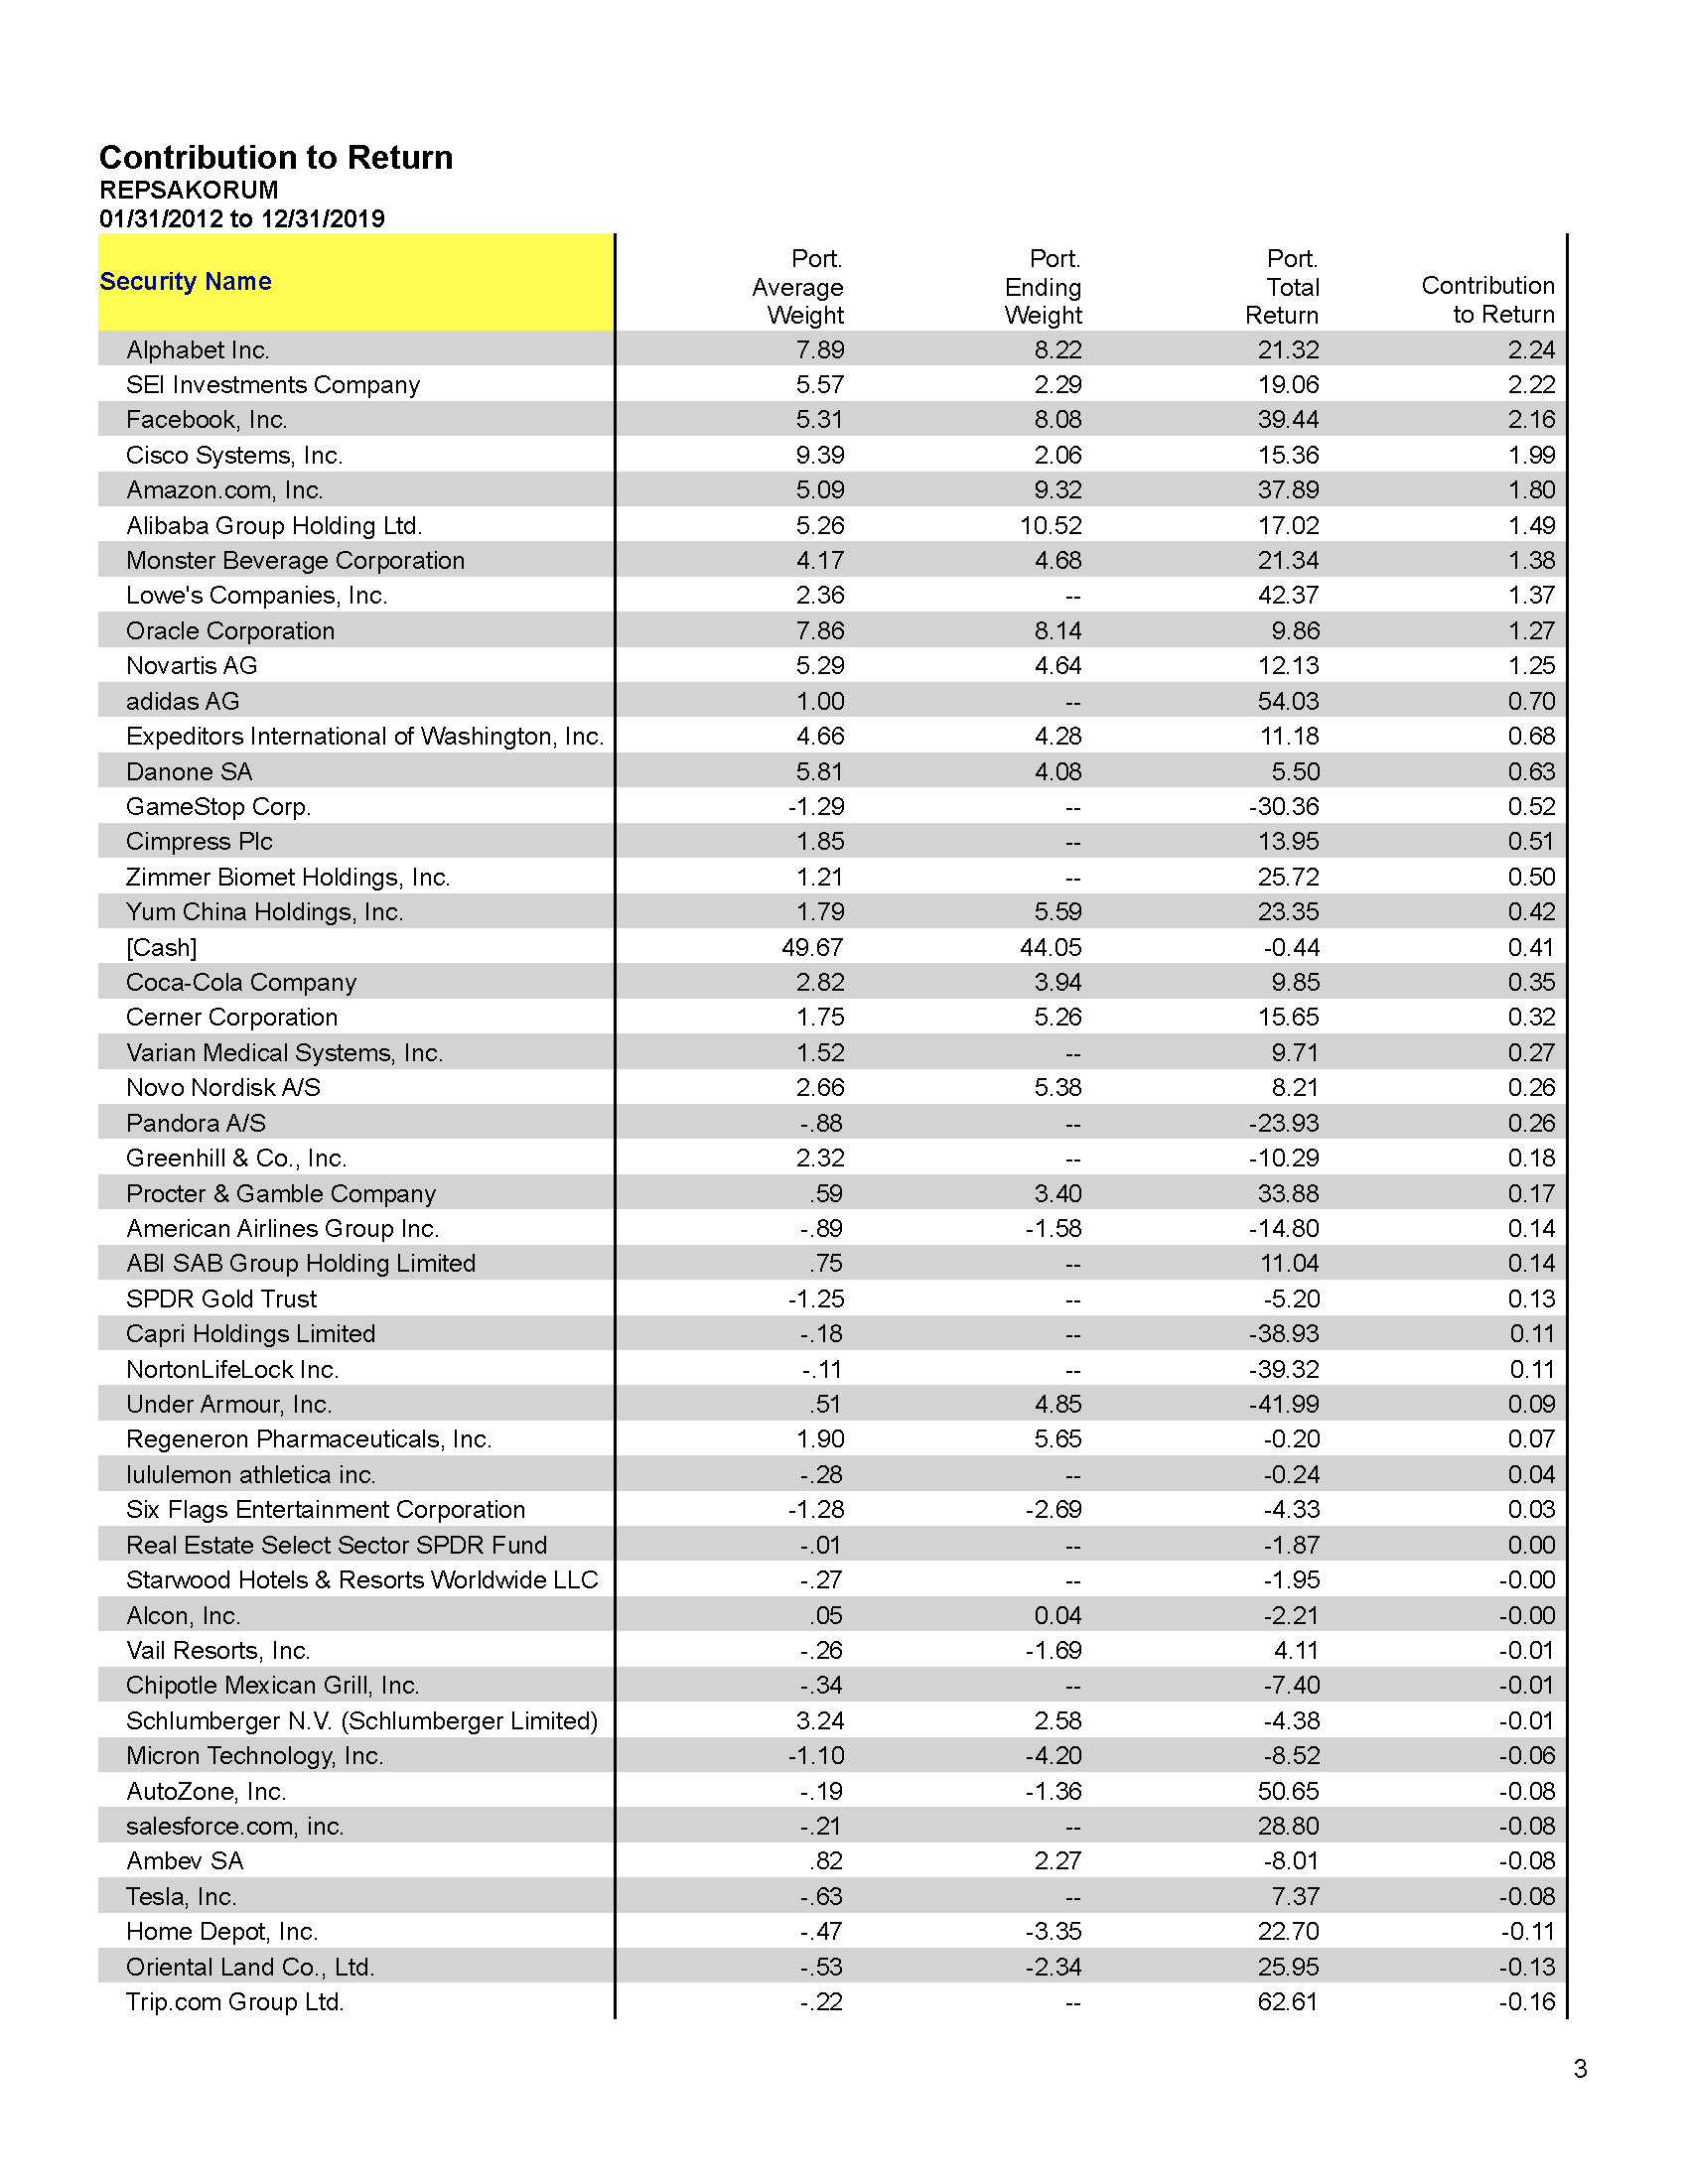 Contribution to Return
REPSAKORUM
01/31/2012 to 12/31/2019
Security Name Port. Average Weight Port. Ending Weight Port. Total Return Contribution to Return
Alphabet Inc. 7.89 8.22 21.32 2.24
SEI Investments Company 5.57 2.29 19.06 2.22
Facebook, Inc. 5.31 8.08 39.44 2.16
Cisco Systems, Inc. 9.39 2.06 15.36 1.99
Amazon.com, Inc. 5.09 9.32 37.89 1.80
Alibaba Group Holding Ltd. 5.26 10.52 17.02 1.49
Monster Beverage Corporation 4.17 4.68 21.34 1.38
Lowe's Companies, Inc. 2.36 -- 42.37 1.37
Oracle Corporation 7.86 8.14 9.86 1.27
Novartis AG 5.29 4.64 12.13 1.25
adidas AG 1.00 -- 54.03 0.70
Expeditors International of Washington, Inc. 4.66 4.28 11.18 0.68
Danone SA 5.81 4.08 5.50 0.63
GameStop Corp. -1.29 -- -30.36 0.52
Cimpress Plc 1.85 -- 13.95 0.51
Zimmer Biomet Holdings, Inc. 1.21 -- 25.72 0.50
Yum China Holdings, Inc. 1.79 5.59 23.35 0.42
[Cash] 49.67 44.05 -0.44 0.41
Coca-Cola Company 2.82 3.94 9.85 0.35
Cerner Corporation 1.75 5.26 15.65 0.32
Varian Medical Systems, Inc. 1.52 -- 9.71 0.27
Novo Nordisk A/S 2.66 5.38 8.21 0.26
Pandora A/S -.88 -- -23.93 0.26
Greenhill & Co., Inc. 2.32 -- -10.29 0.18
Procter & Gamble Company .59 3.40 33.88 0.17
American Airlines Group Inc. -.89 -1.58 -14.80 0.14
ABI SAB Group Holding Limited .75 -- 11.04 0.14
SPDR Gold Trust -1.25 -- -5.20 0.13
Capri Holdings Limited -.18 -- -38.93 0.11
NortonLifeLock Inc. -.11 -- -39.32 0.11
Under Armour, Inc. .51 4.85 -41.99 0.09
Regeneron Pharmaceuticals, Inc. 1.90 5.65 -0.20 0.07
lululemon athletica inc. -.28 -- -0.24 0.04
Six Flags Entertainment Corporation -1.28 -2.69 -4.33 0.03
Real Estate Select Sector SPDR Fund -.01 -- -1.87 0.00
Starwood Hotels & Resorts Worldwide LLC -.27 -- -1.95 -0.00
Alcon, Inc. .05 0.04 -2.21 -0.00
Vail Resorts, Inc. -.26 -1.69 4.11 -0.01
Chipotle Mexican Grill, Inc. -.34 -- -7.40 -0.01
Schlumberger N.V. (Schlumberger Limited) 3.24 2.58 -4.38 -0.01
Micron Technology, Inc. -1.10 -4.20 -8.52 -0.06
AutoZone, Inc. -.19 -1.36 50.65 -0.08
salesforce.com, inc. -.21 -- 28.80 -0.08
Ambev SA .82 2.27 -8.01 -0.08
Tesla, Inc. -.63 -- 7.37 -0.08
Home Depot, Inc. -.47 -3.35 22.70 -0.11
Oriental Land Co., Ltd. -.53 -2.34 25.95 -0.13
Trip.com Group Ltd. -.22 -- 62.61 -0.16
3